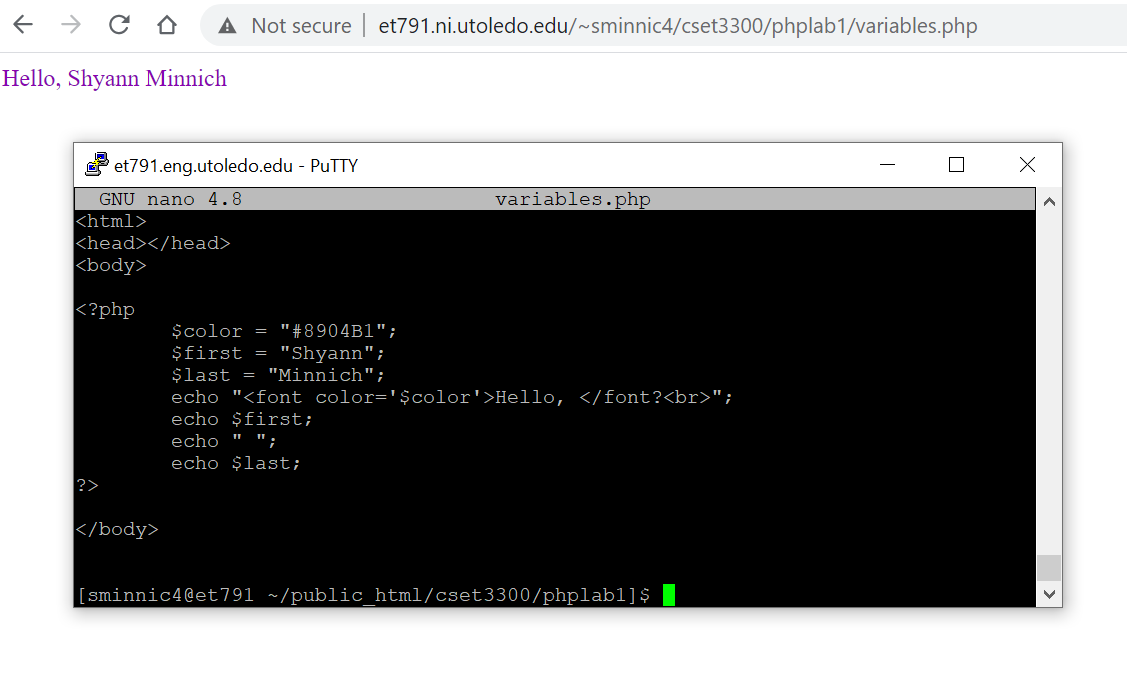 Not secure | et791.ni.utoledo.edu/~sminnic4/cset3300/phplab1/variables.php
Hello, Shyann Minnich
et791.eng.utoledo.edu - PuTTY
GNU nano 4.8 variables.php
<html>
<head></head>
<body>
<?php
$color = "#8904B1";
$first = "Shyann";
$last = "Minnich";
echo "<font color='$color'>Hello, </font?<br>";
echo $first;
echo " ";
echo $last;
?>
</body>
[sminnic4@et791 ~/public_html/cset3300/phplab1]$